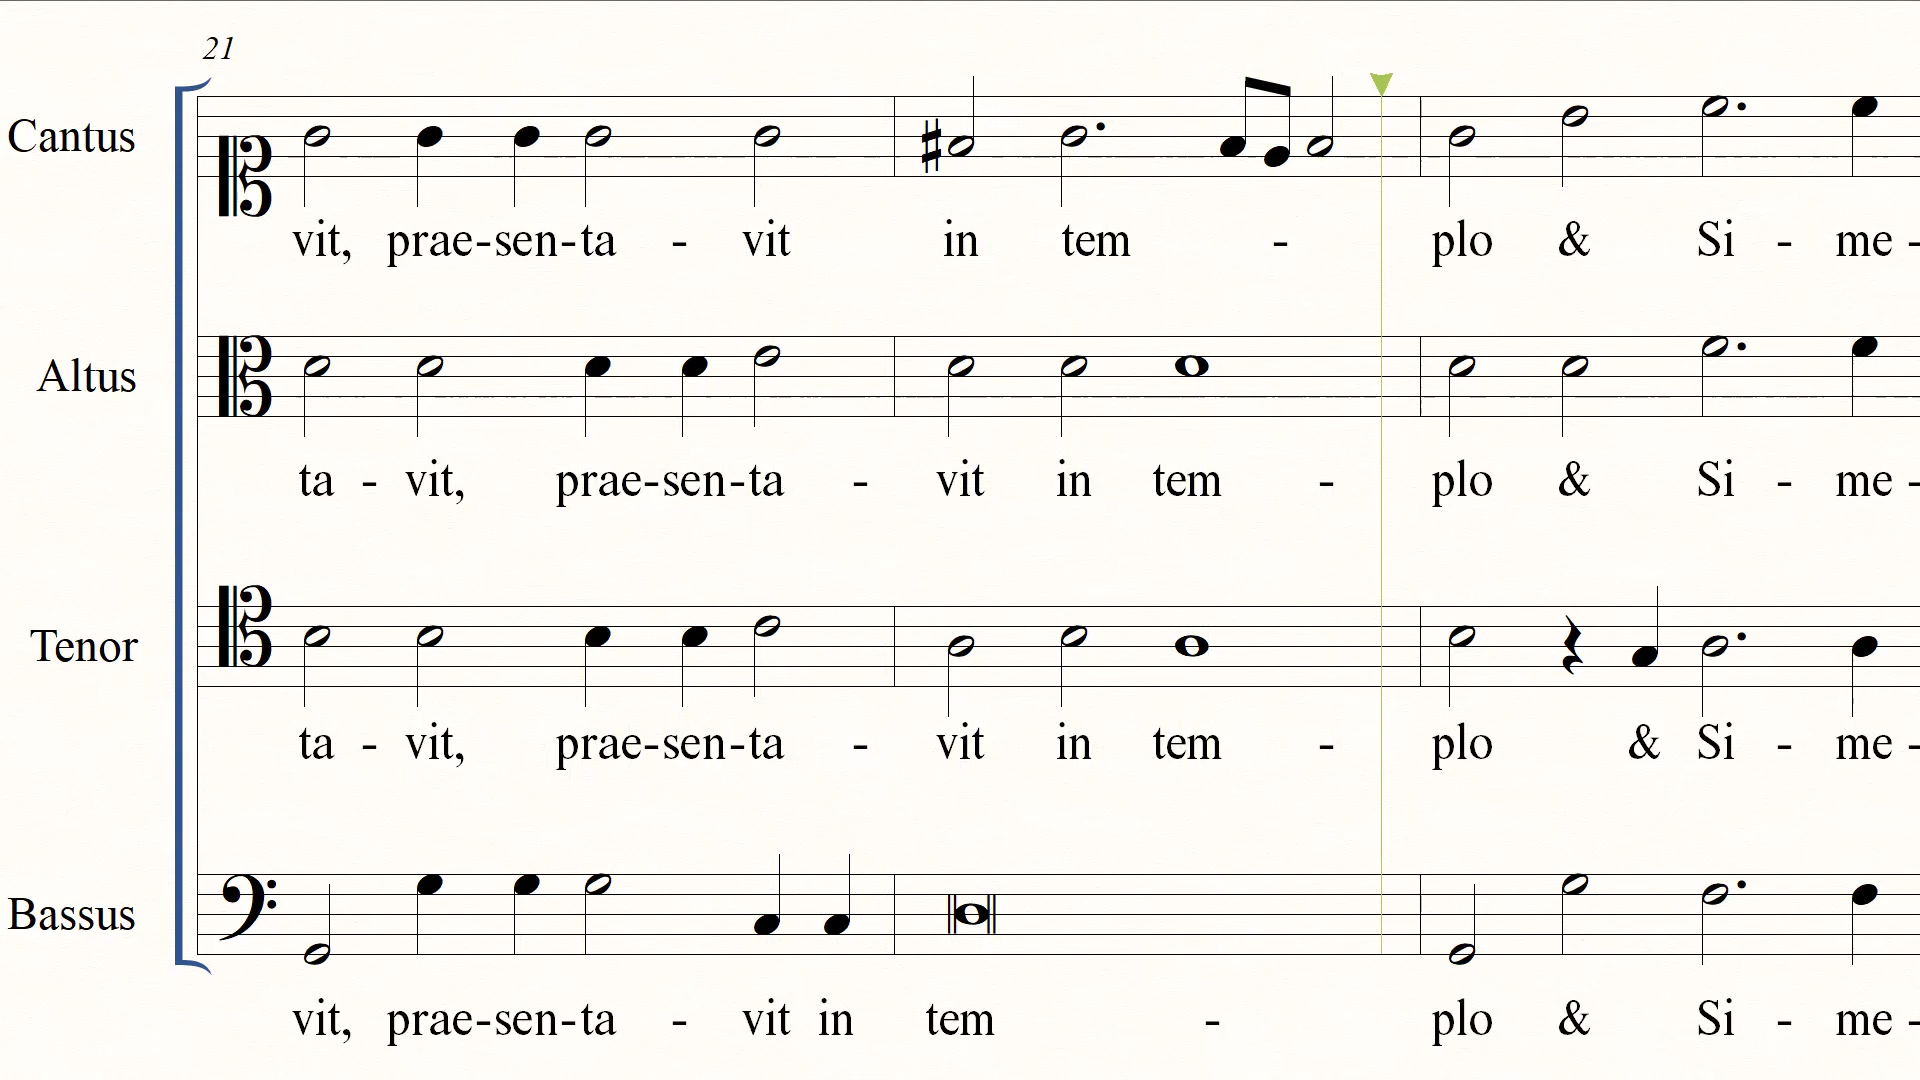 21
Cantus
vit, prae-sen-ta - vit in tem - plo & Si - me -
Altus
ta - vit, prae-sen-ta - vit in tem - plo & Si - me -
Tenor
ta - vit, prae-sen-ta - vit in tem - plo & Si - me -
Bassus
vit, prae-sen-ta - vit in tem - plo & Si - me -